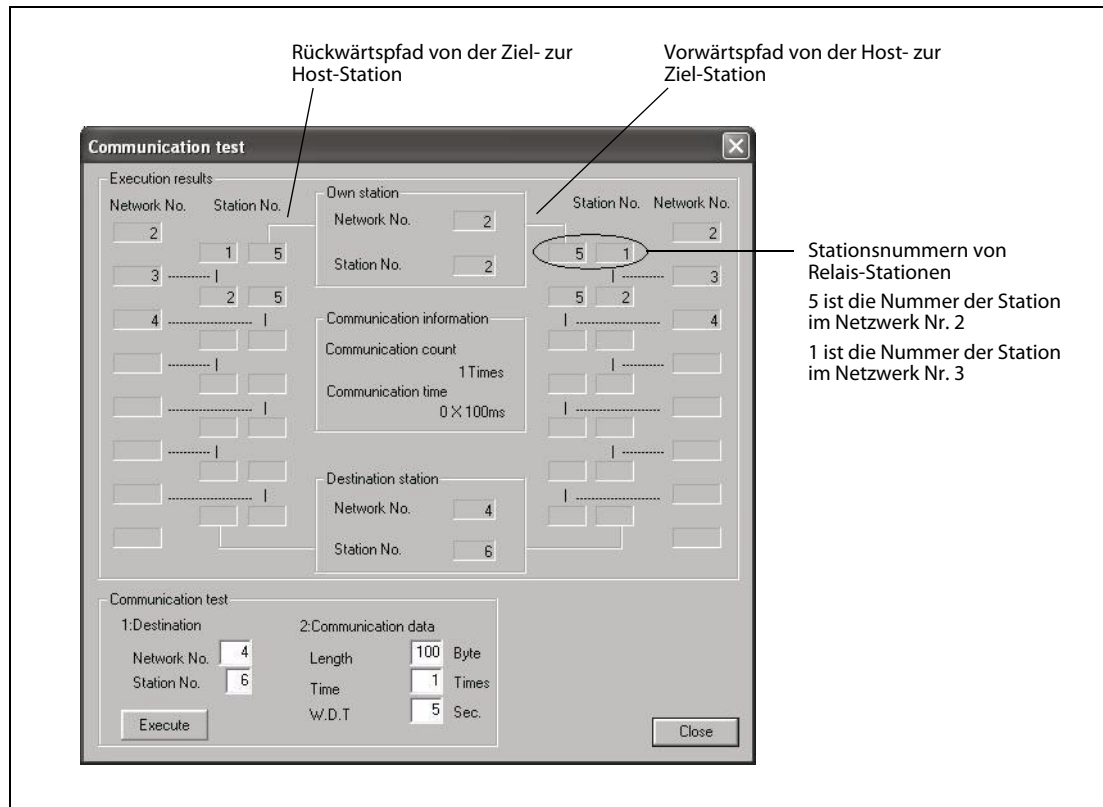 Rückwärtspfad von der Ziel- zur
Host-Station
Vorwärtspfad von der Host- zur
Ziel-Station
Communication test
Execution results
Network No. Station No.
2
1 5
3
2 5
4
Own station
Network No. 2
Station No. 2
Communication information
Communication count
1 Times
Communication time
0 X 100ms
Destination station
Network No. 4
Station No. 6
Station No. Network No.
2
5 1
3
5 2
4
Stationsnummern von
Relais-Stationen
5 ist die Nummer der Station
im Netzwerk Nr. 2
1 ist die Nummer der Station
im Netzwerk Nr. 3
Communication test
1:Destination
Network No. 4
Station No. 6
Execute
2:Communication data
Length 100 Byte
Time 1 Times
W.D.T 5 Sec.
Close